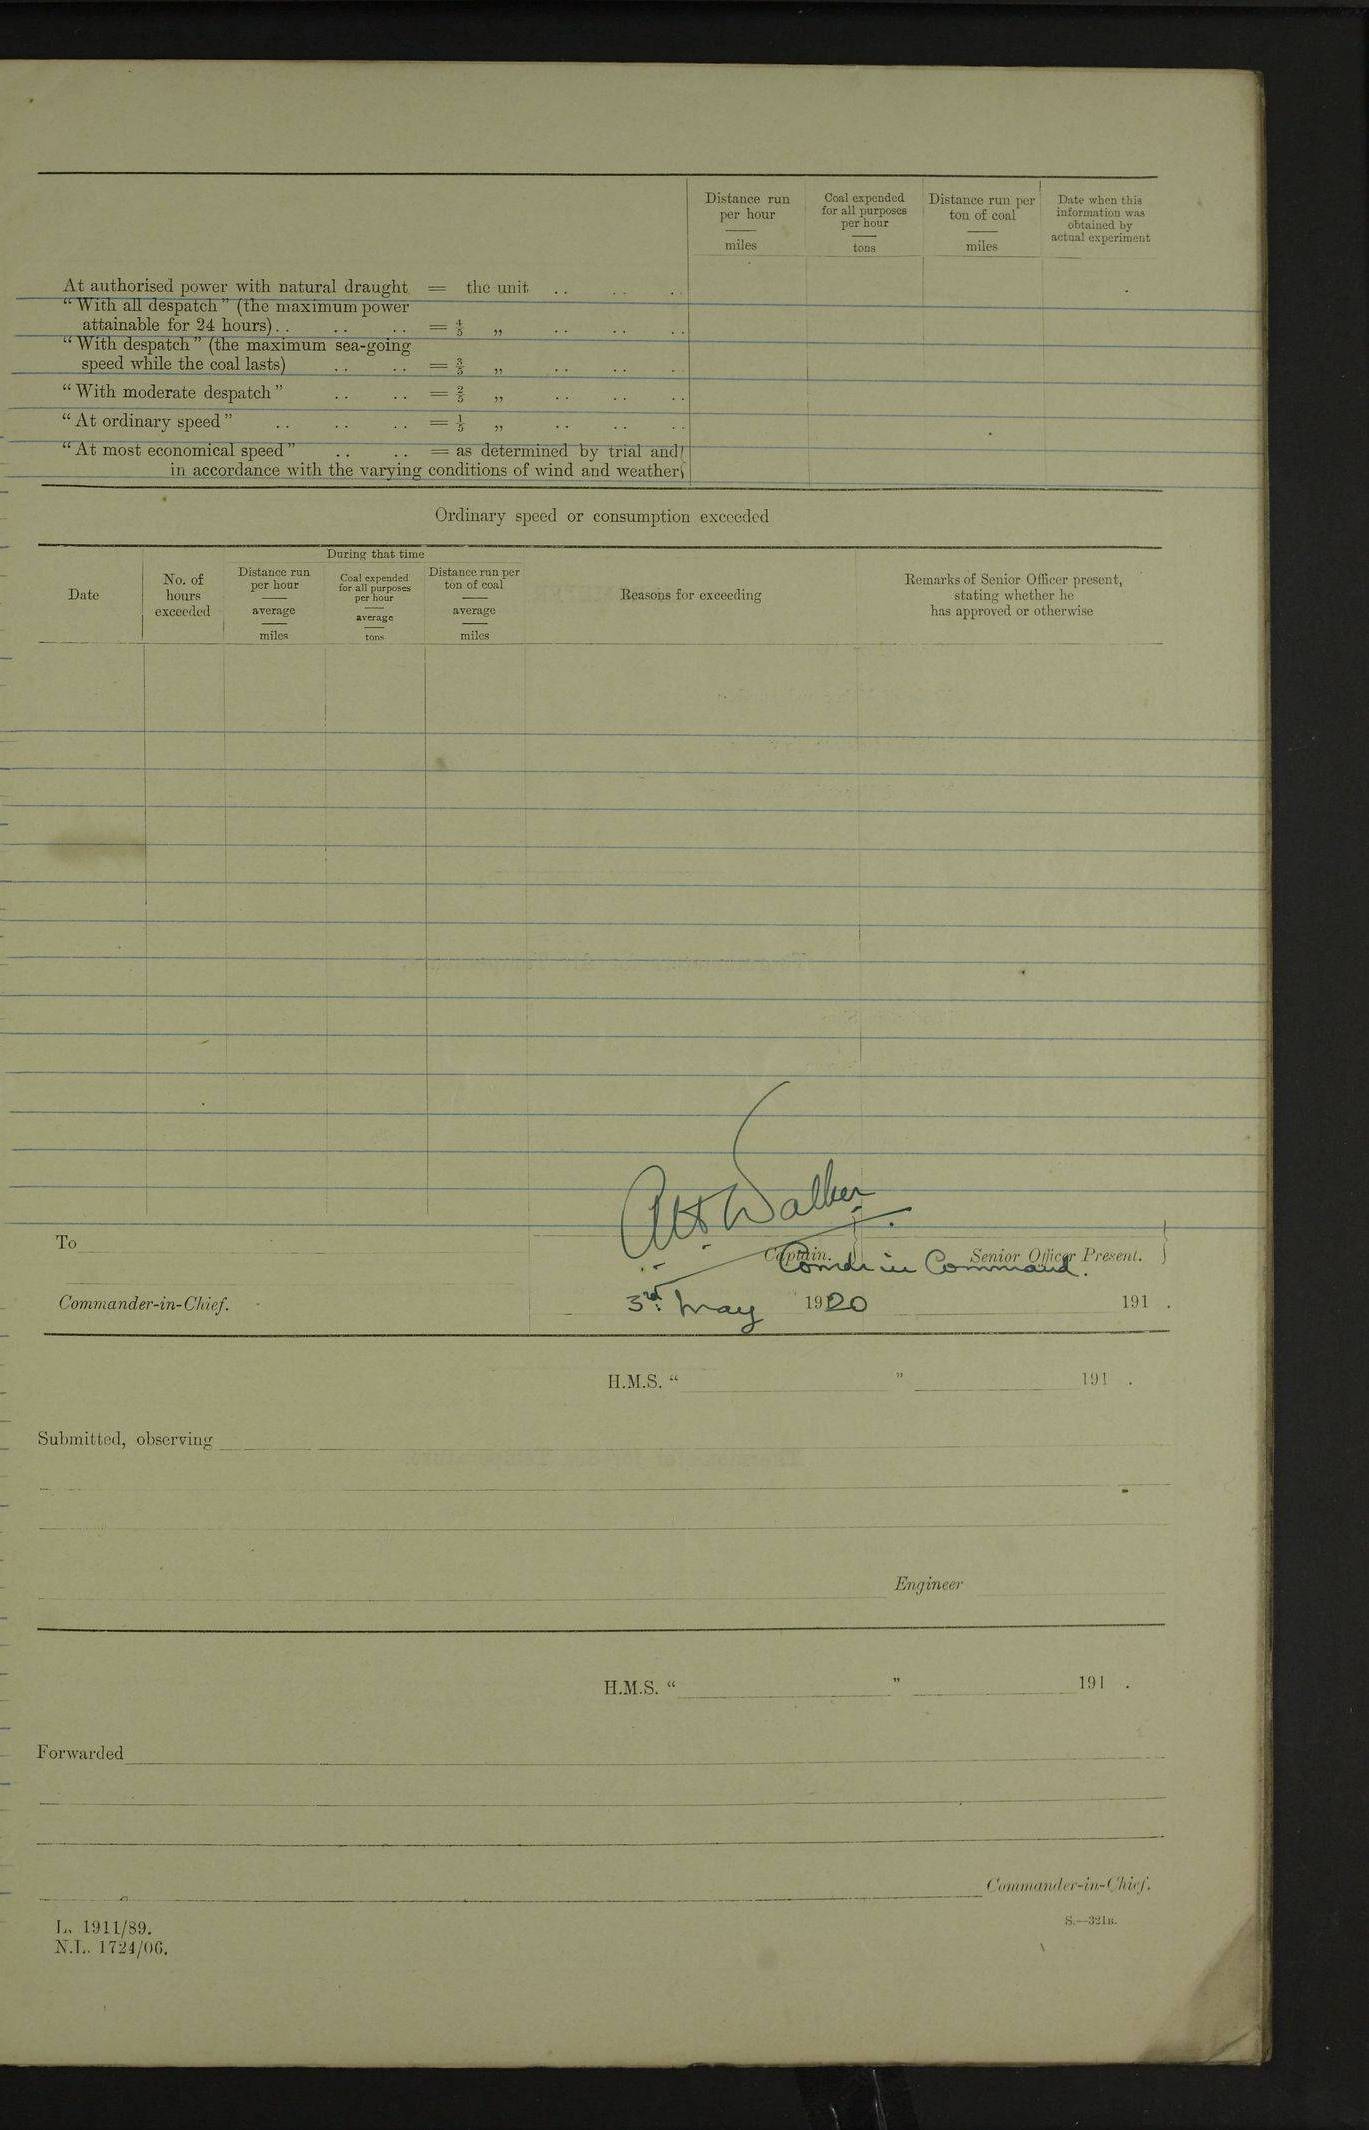 Distance run per hour miles
Coal expended for all purposes per hour tons
Distance run per ton of coal miles
Date when this information was obtained by actual experiment
At authorised power with natural draught = the unit .. .. ..
“With all despatch” (the maximum power
attainable for 24 hours).. .. .. = 4/5 „ .. .. ..
“With despatch” (the maximum sea-going
speed while the coal lasts) .. .. = 3/5 „ .. .. ..
“With moderate despatch” .. .. = 2/5 „ .. .. ..
“At ordinary speed” .. .. .. = 1/5 „ .. .. ..
“At most economical speed” .. .. = as determined by trial and
in accordance with the varying conditions of wind and weather
Ordinary speed or consumption exceeded
During that time
Date
No. of hours exceeded
Distance run per hour average miles
Coal expended for all purposes per hour average tons
Distance run per ton of coal average miles
Reasons for exceeding
Remarks of Senior Officer present, stating whether he has approved or otherwise
Walker
To
Captain. Senior Officer Present.
Comdr in Command.
Commander-in-Chief.
3rd May 1920 191 .
H.M.S. “ ” 191 .
Submitted, observing
Engineer
H.M.S. “ ” 191 .
Forwarded
Commander-in-Chief.
L. 1911/89.
N.L. 1724/06.
S.—321B.